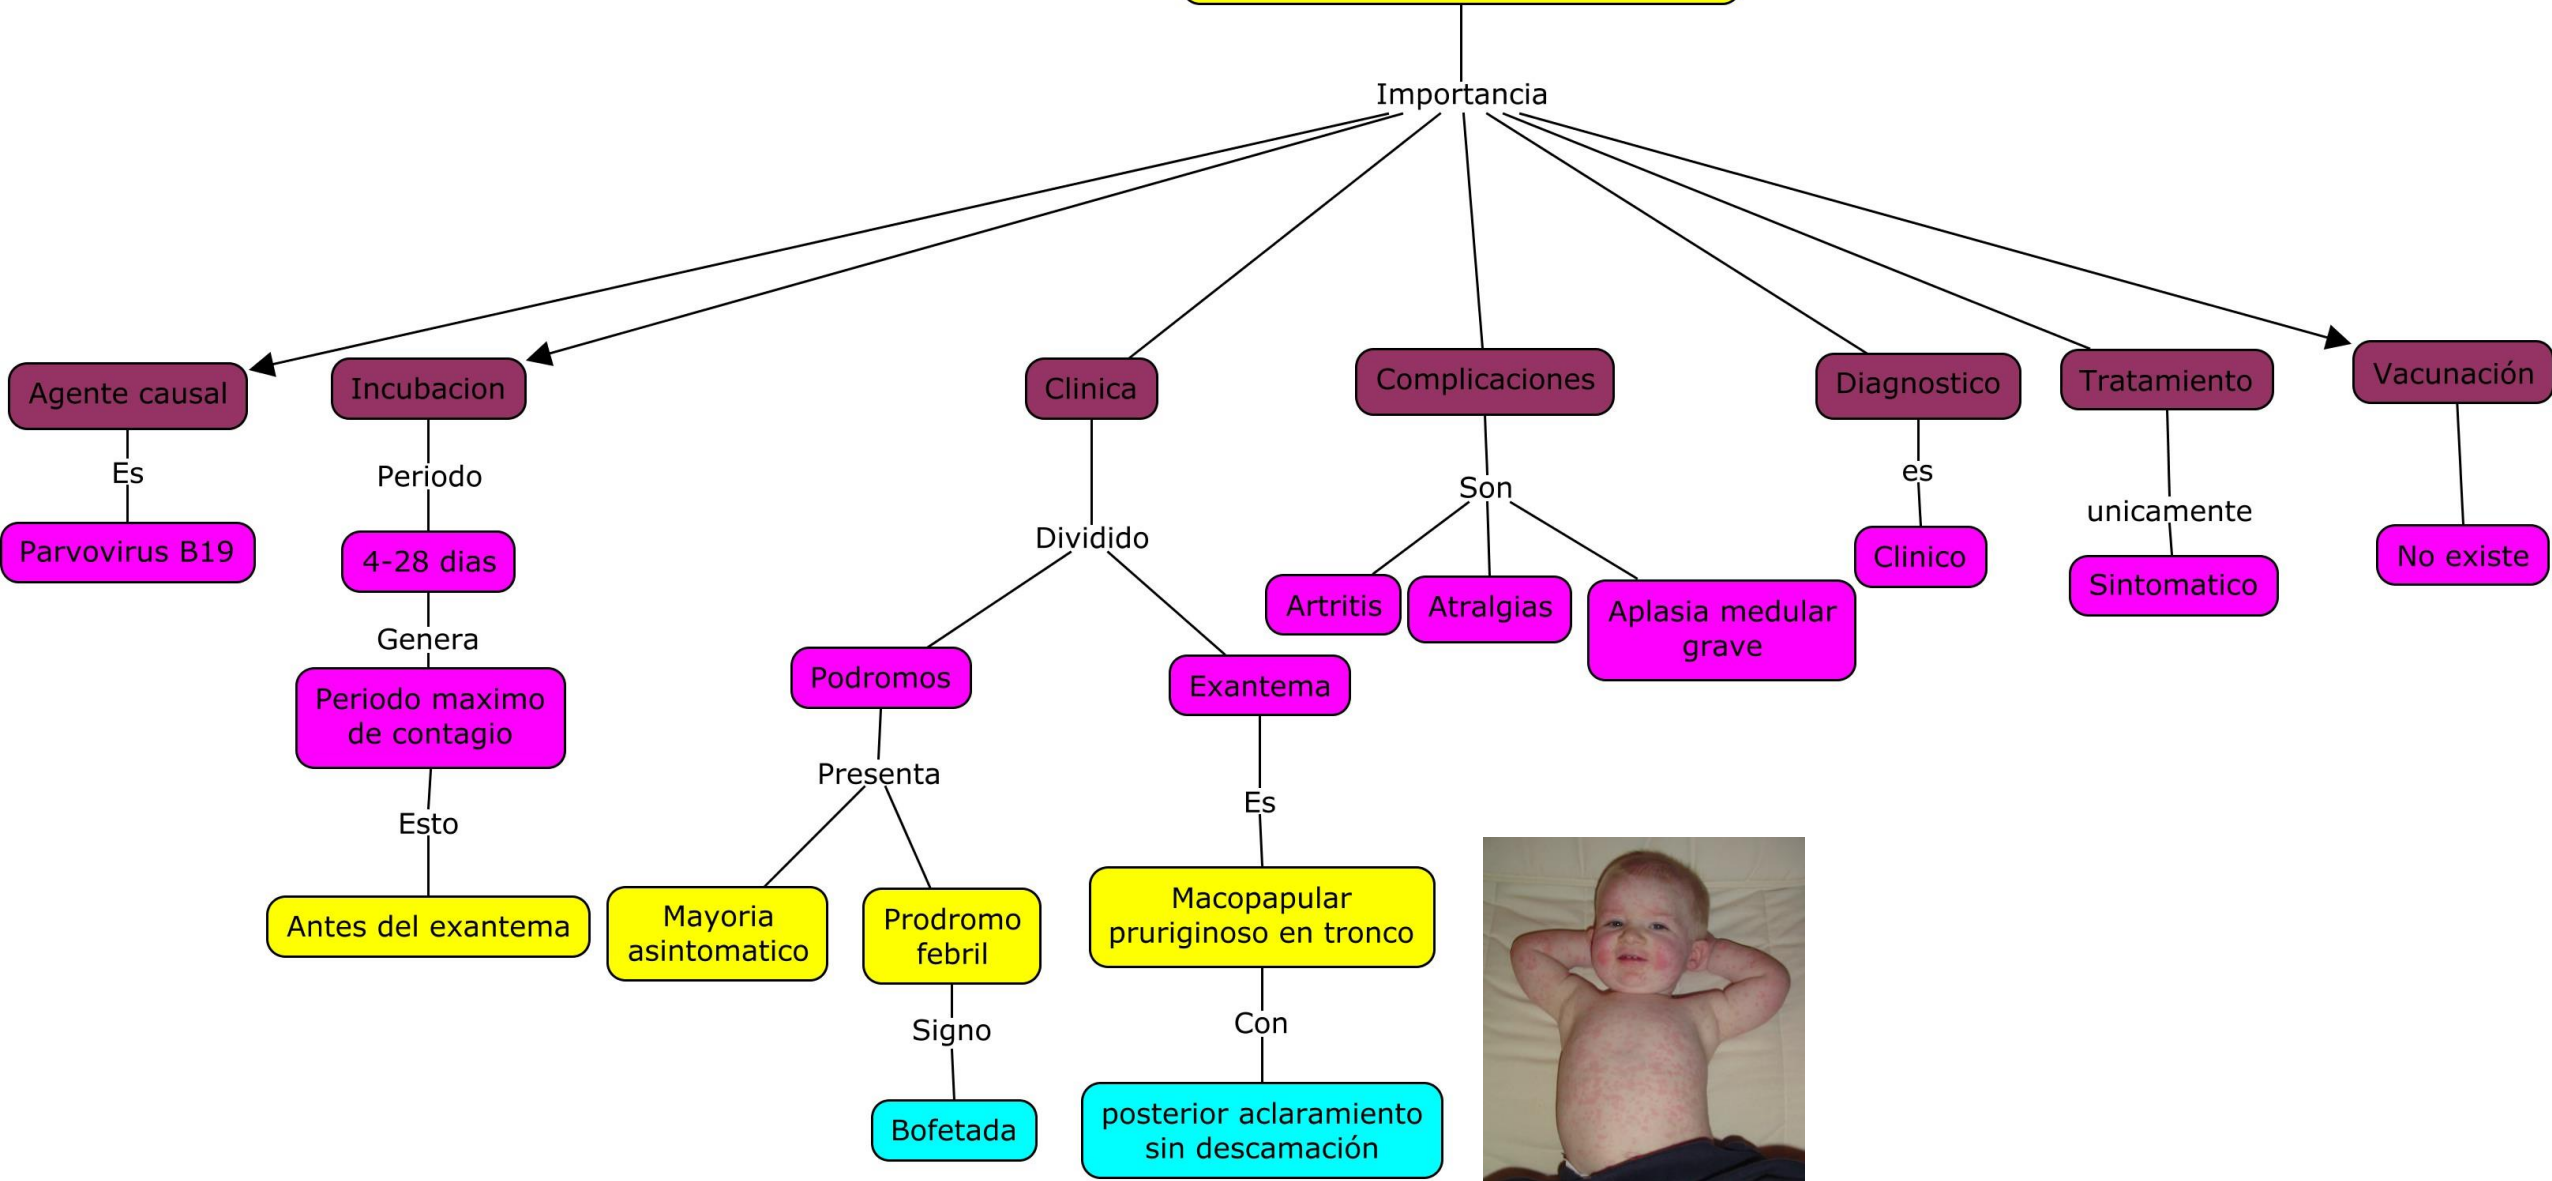 Importancia
Agente causal
Es
Parvovirus B19
Incubacion
Periodo
4-28 dias
Genera
Periodo maximo
de contagio
Esto
Antes del exantema
Clinica
Dividido
Podromos
Presenta
Mayoria
asintomatico
Prodromo
febril
Signo
Bofetada
Exantema
Es
Macopapular
pruriginoso en tronco
Con
posterior aclaramiento
sin descamación
Complicaciones
Son
Artritis
Atralgias
Aplasia medular
grave
Diagnostico
es
Clinico
Tratamiento
unicamente
Sintomatico
Vacunación
No existe